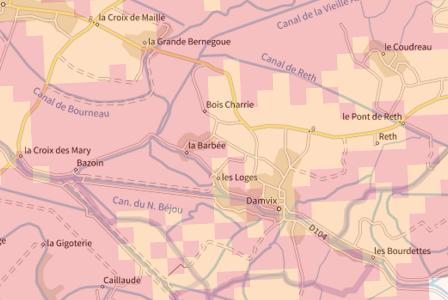 la Croix de Maillé
la Grande Bernegoue
Canal de la Vieille
le Coudreau
Canal de Reth
Canal de Bourneau
Bois Charrie
le Pont de Reth
Reth
la Barbée
la Croix des Mary
Bazoin
les Loges
Can. du N. Béjou
Damvix
D104
la Gigoterie
les Bourdettes
Caillaude